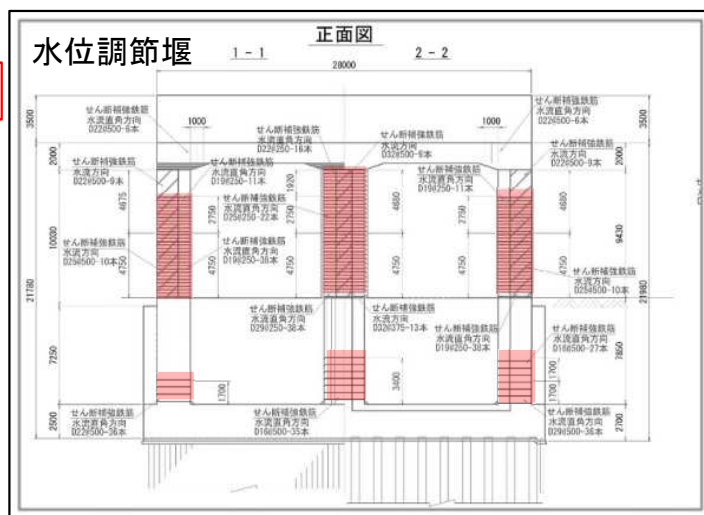 水位調節堰
正面図
1 - 1
2 - 2
28000
3500
2000
10030
21780
7250
2500
せん断補強鉄筋
水流直角方向
D22@500-6本
1000
せん断補強鉄筋
水流方向
D22@500-9本
せん断補強鉄筋
水流直角方向
D19@250-11本
せん断補強鉄筋
水流直角方向
D22@250-16本
せん断補強鉄筋
水流直角方向
D32@500-6本
1000
せん断補強鉄筋
水流直角方向
D22@500-6本
せん断補強鉄筋
水流直角方向
D19@250-11本
せん断補強鉄筋
水流方向
D22@500-9本
4675
2750
1920
2750
4680
2750
4680
せん断補強鉄筋
水流直角方向
D25@250-22本
せん断補強鉄筋
水流方向
D25@500-10本
せん断補強鉄筋
水流直角方向
D19@250-38本
4750
4750
4750
4750
4750
4750
せん断補強鉄筋
水流方向
D25@500-10本
せん断補強鉄筋
水流直角方向
D29@250-38本
せん断補強鉄筋
水流方向
D32@375-13本
せん断補強鉄筋
水流直角方向
D19@250-38本
せん断補強鉄筋
水流直角方向
D16@500-27本
1700
3400
1700
1700
せん断補強鉄筋
水流直角方向
D22@500-36本
せん断補強鉄筋
水流直角方向
D16@500-35本
せん断補強鉄筋
水流直角方向
D29@500-36本
3500
2000
9430
21980
7850
2700